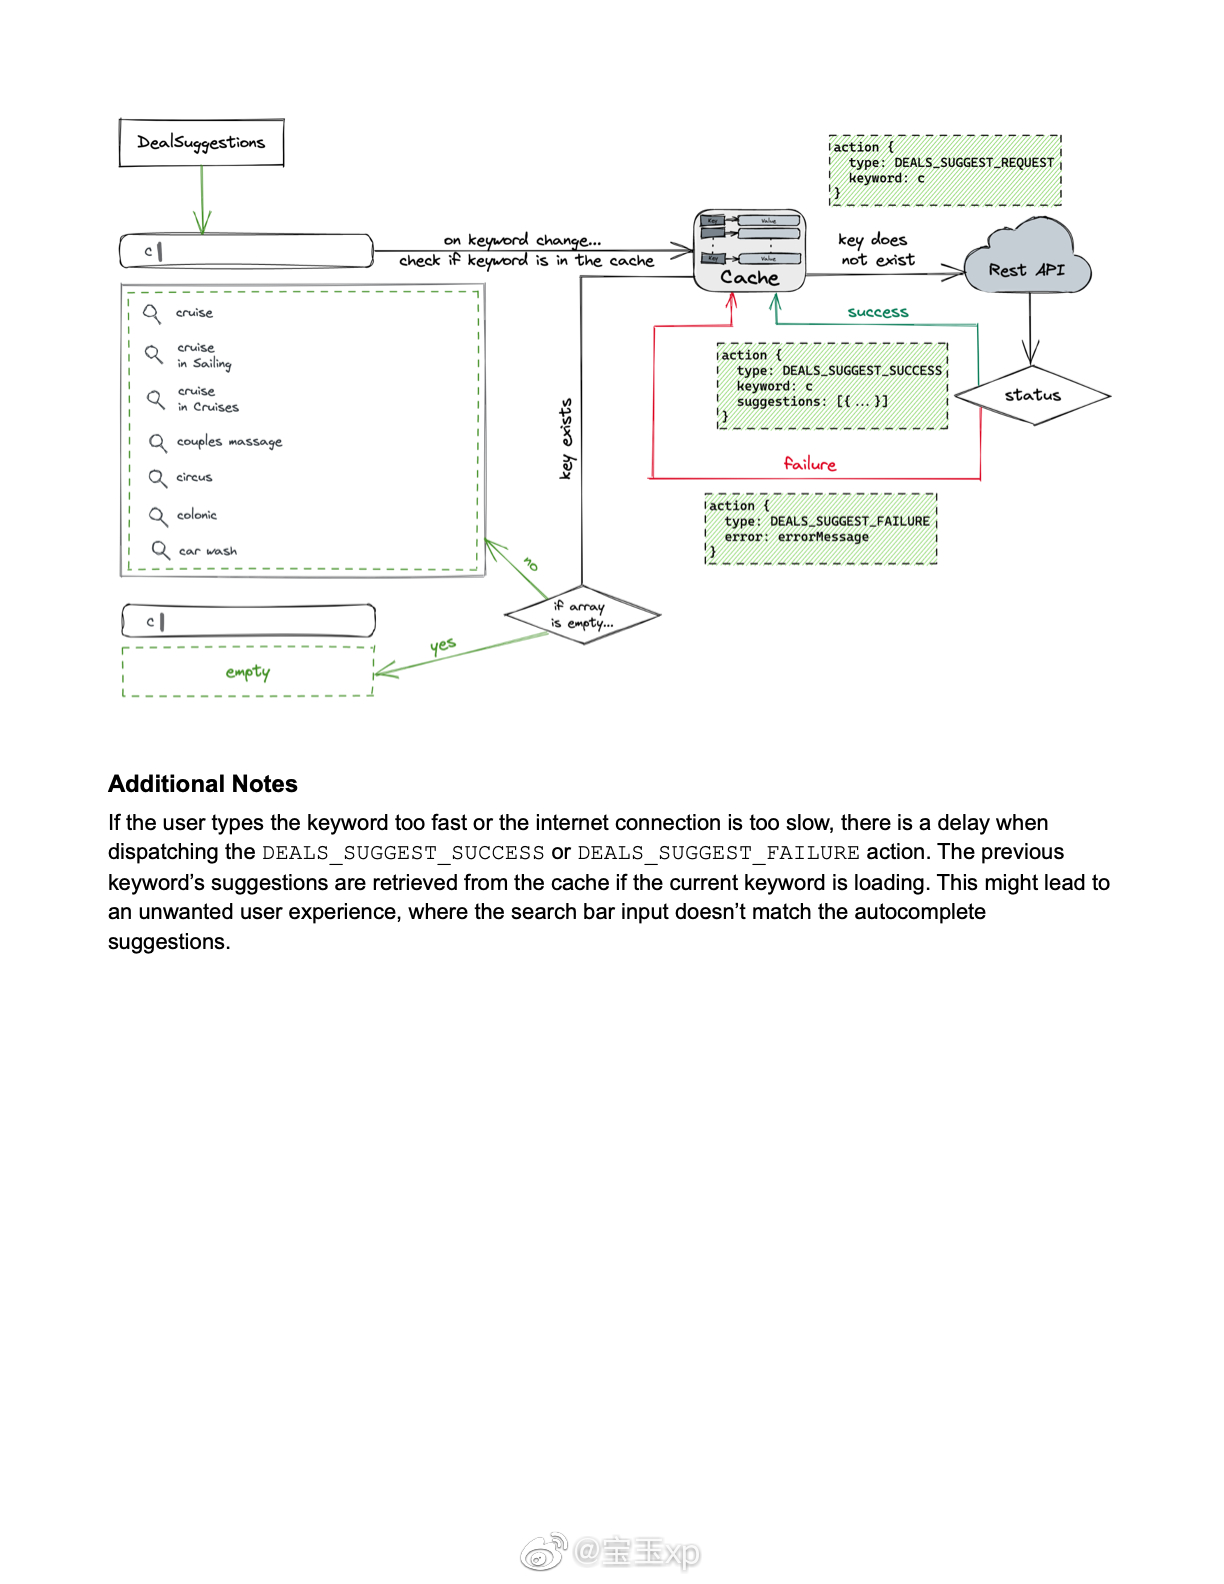 DealSuggestions
c
on keyword change...
check if keyword is in the cache
Key
Value
Key
Value
Cache
action {
type: DEALS_SUGGEST_REQUEST
keyword: c
}
key does
not exist
Rest API
success
action {
type: DEALS_SUGGEST_SUCCESS
keyword: c
suggestions: [{ ... }]
}
status
failure
action {
type: DEALS_SUGGEST_FAILURE
error: errorMessage
}
key exists
cruise
cruise
in Sailing
cruise
in Cruises
couples massage
circus
colonic
car wash
no
if array
is empty...
yes
c
empty
Additional Notes
If the user types the keyword too fast or the internet connection is too slow, there is a delay when
dispatching the DEALS_SUGGEST_SUCCESS or DEALS_SUGGEST_FAILURE action. The previous
keyword’s suggestions are retrieved from the cache if the current keyword is loading. This might lead to
an unwanted user experience, where the search bar input doesn’t match the autocomplete
suggestions.
@宝玉xp